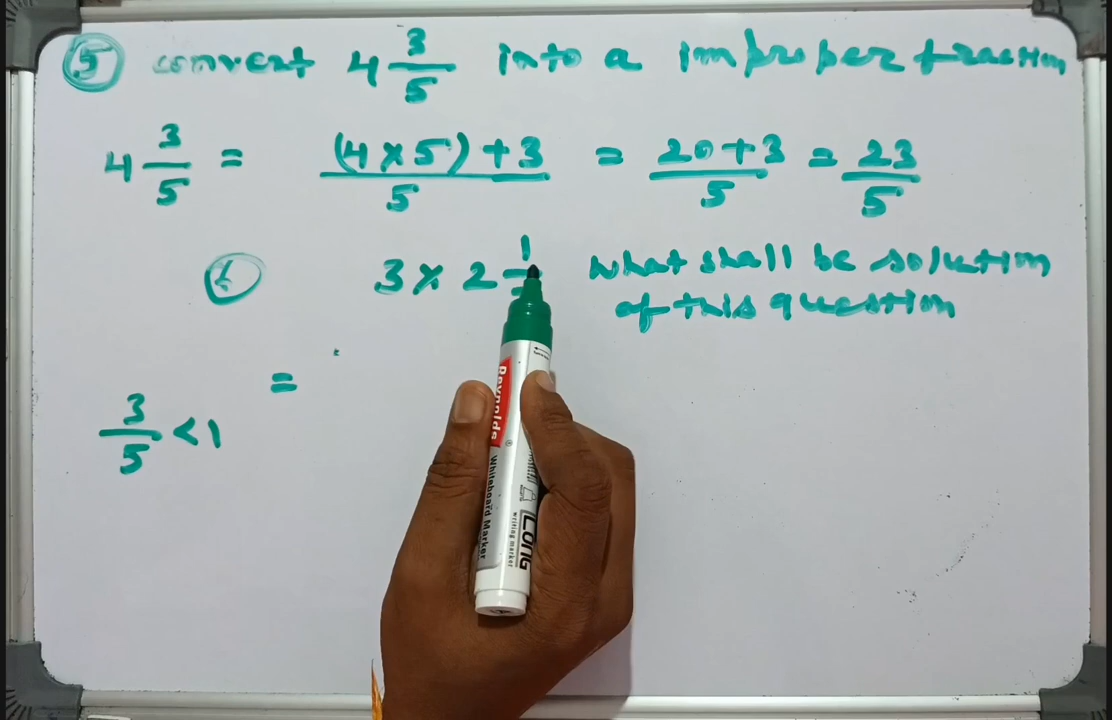 5 convert 4 3/5 into a improper fraction
4 3/5 = (4 × 5) + 3 / 5 = 20 + 3 / 5 = 23/5
3 × 2 1/ what shall be solution
of this question
=
3/5 < 1
Reynolds
Whiteboard Marker
writing marker